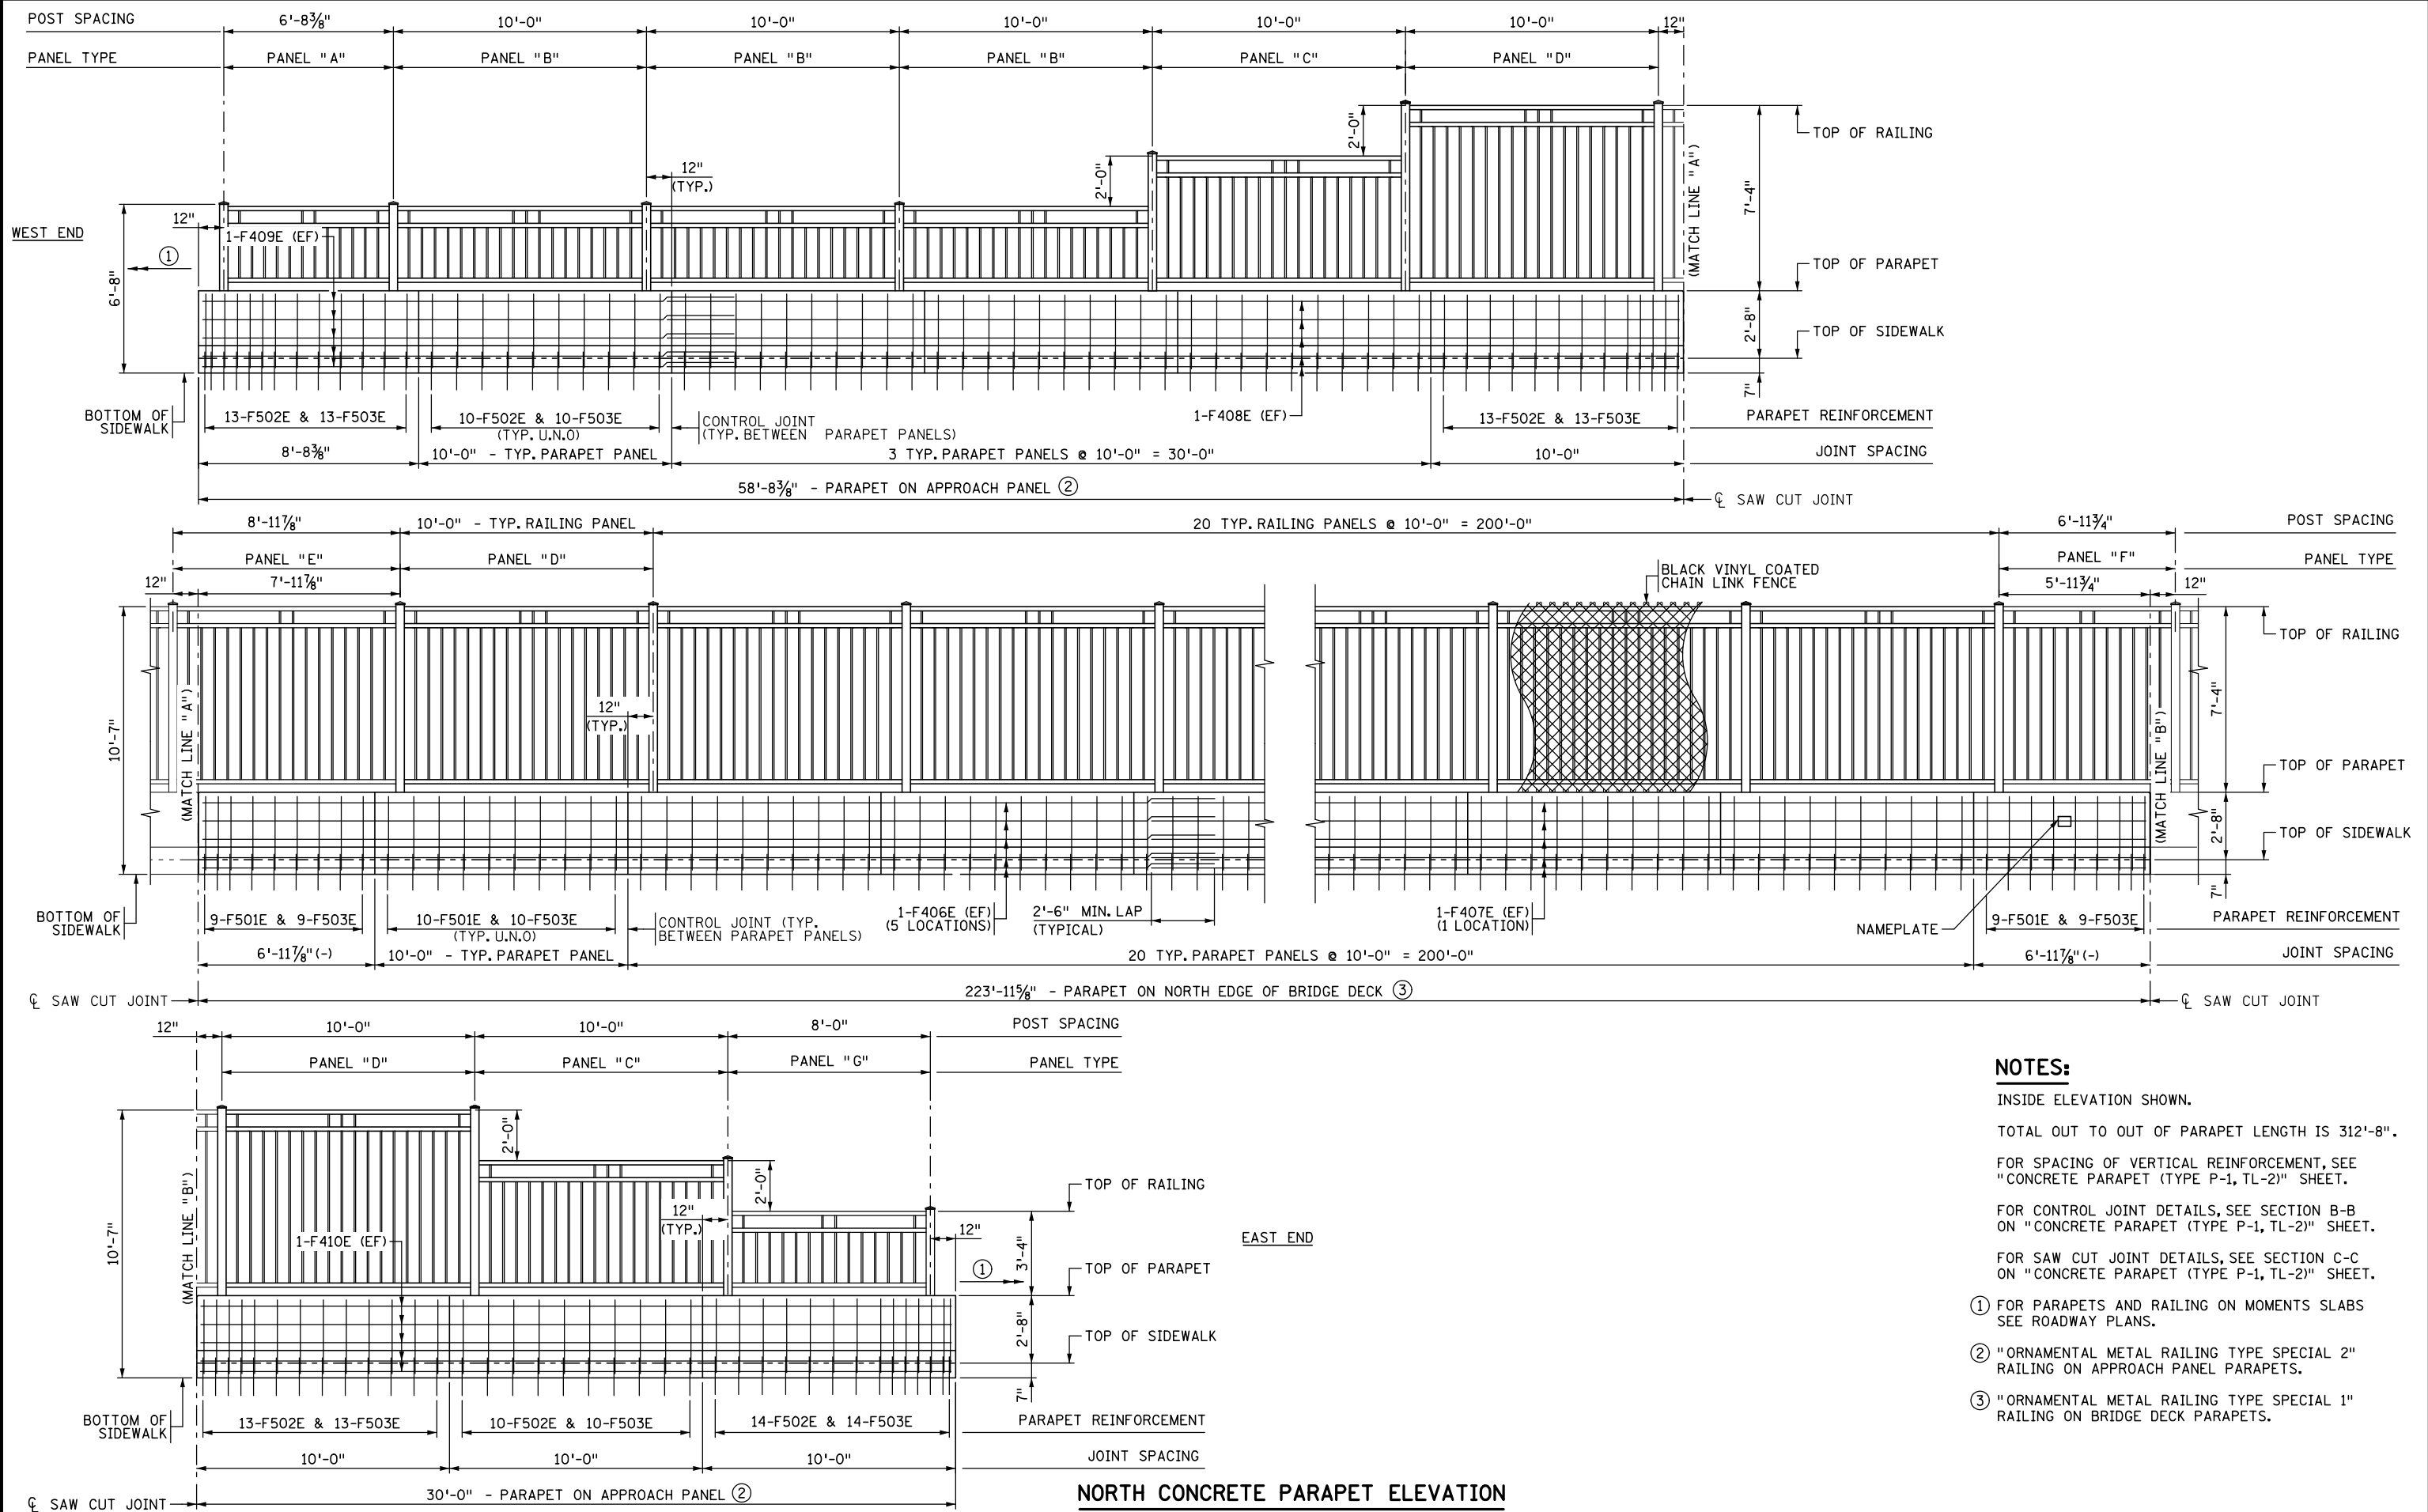 POST SPACING
6'-8⅜"
10'-0"
10'-0"
10'-0"
10'-0"
10'-0"
12"
PANEL TYPE
PANEL "A"
PANEL "B"
PANEL "B"
PANEL "B"
PANEL "C"
PANEL "D"
2'-0"
2'-0"
12"
(TYP.)
TOP OF RAILING
(MATCH LINE "A")
7'-4"
WEST END
12"
1-F409E (EF)
1
6'-8"
TOP OF PARAPET
2'-8"
TOP OF SIDEWALK
7"
BOTTOM OF
SIDEWALK
13-F502E & 13-F503E
10-F502E & 10-F503E
(TYP. U.N.O)
CONTROL JOINT
(TYP. BETWEEN PARAPET PANELS)
1-F408E (EF)
13-F502E & 13-F503E
PARAPET REINFORCEMENT
8'-8⅜"
10'-0" - TYP. PARAPET PANEL
3 TYP. PARAPET PANELS @ 10'-0" = 30'-0"
10'-0"
JOINT SPACING
58'-8⅜" - PARAPET ON APPROACH PANEL 2
℄ SAW CUT JOINT
8'-11⅞"
10'-0" - TYP. RAILING PANEL
20 TYP. RAILING PANELS @ 10'-0" = 200'-0"
6'-11¾"
POST SPACING
PANEL "E"
PANEL "D"
PANEL "F"
PANEL TYPE
12"
7'-11⅞"
BLACK VINYL COATED
CHAIN LINK FENCE
5'-11¾"
12"
TOP OF RAILING
10'-7"
(MATCH LINE "A")
12"
(TYP.)
7'-4"
(MATCH LINE "B")
TOP OF PARAPET
2'-8"
TOP OF SIDEWALK
7"
BOTTOM OF
SIDEWALK
9-F501E & 9-F503E
10-F501E & 10-F503E
(TYP. U.N.O)
CONTROL JOINT (TYP.
BETWEEN PARAPET PANELS)
1-F406E (EF)
(5 LOCATIONS)
2'-6" MIN. LAP
(TYPICAL)
1-F407E (EF)
(1 LOCATION)
NAMEPLATE
9-F501E & 9-F503E
PARAPET REINFORCEMENT
6'-11⅞"(-)
10'-0" - TYP. PARAPET PANEL
20 TYP. PARAPET PANELS @ 10'-0" = 200'-0"
6'-11⅞"(-)
JOINT SPACING
℄ SAW CUT JOINT
223'-11⅝" - PARAPET ON NORTH EDGE OF BRIDGE DECK 3
℄ SAW CUT JOINT
12"
10'-0"
10'-0"
8'-0"
POST SPACING
PANEL "D"
PANEL "C"
PANEL "G"
PANEL TYPE
2'-0"
2'-0"
10'-7"
(MATCH LINE "B")
1-F410E (EF)
12"
(TYP.)
TOP OF RAILING
12"
1
3'-4"
EAST END
TOP OF PARAPET
2'-8"
TOP OF SIDEWALK
7"
BOTTOM OF
SIDEWALK
13-F502E & 13-F503E
10-F502E & 10-F503E
14-F502E & 14-F503E
PARAPET REINFORCEMENT
10'-0"
10'-0"
10'-0"
JOINT SPACING
℄ SAW CUT JOINT
30'-0" - PARAPET ON APPROACH PANEL 2
NORTH CONCRETE PARAPET ELEVATION
NOTES:
INSIDE ELEVATION SHOWN.
TOTAL OUT TO OUT OF PARAPET LENGTH IS 312'-8".
FOR SPACING OF VERTICAL REINFORCEMENT, SEE
"CONCRETE PARAPET (TYPE P-1, TL-2)" SHEET.
FOR CONTROL JOINT DETAILS, SEE SECTION B-B
ON "CONCRETE PARAPET (TYPE P-1, TL-2)" SHEET.
FOR SAW CUT JOINT DETAILS, SEE SECTION C-C
ON "CONCRETE PARAPET (TYPE P-1, TL-2)" SHEET.
1 FOR PARAPETS AND RAILING ON MOMENTS SLABS
SEE ROADWAY PLANS.
2 "ORNAMENTAL METAL RAILING TYPE SPECIAL 2"
RAILING ON APPROACH PANEL PARAPETS.
3 "ORNAMENTAL METAL RAILING TYPE SPECIAL 1"
RAILING ON BRIDGE DECK PARAPETS.